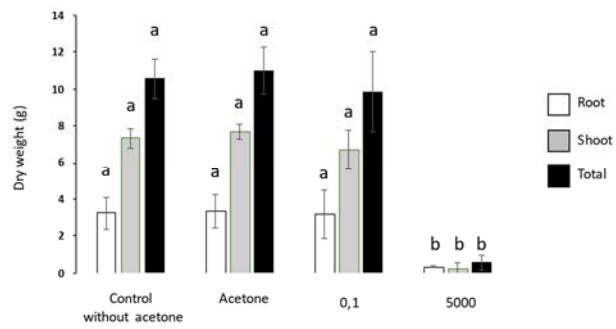 14
12
10
8
6
4
2
0
Dry weight (g)
a a a
a a a
a a a
b b b
Control
without acetone
Acetone
0,1
5000
Root
Shoot
Total